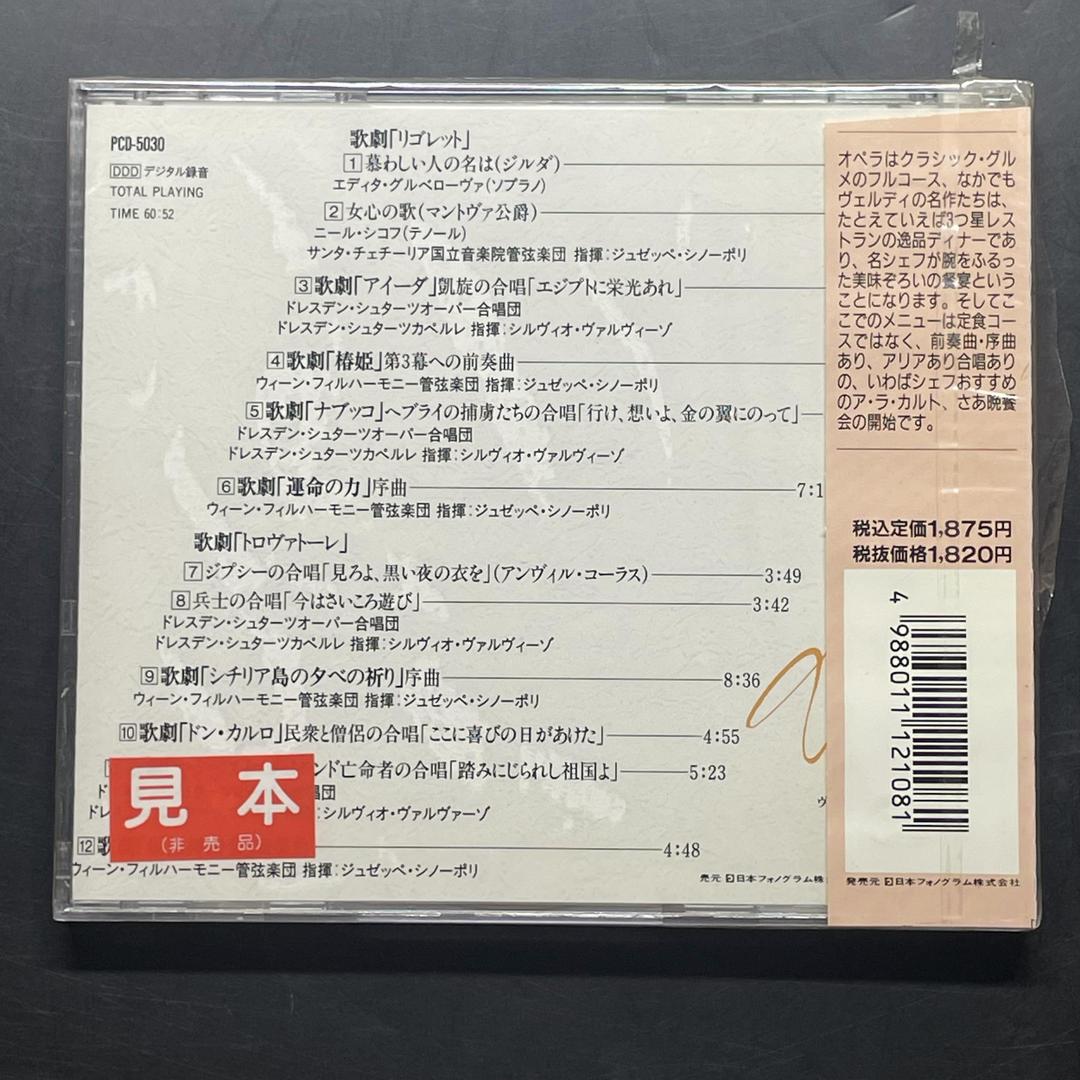 PCD-5030
DDD デジタル録音
TOTAL PLAYING
TIME 60:52
歌劇「リゴレット」
1 慕わしい人の名は(ジルダ)
エディタ・グルベローヴァ(ソプラノ)
2 女心の歌(マントヴァ公爵)
ニール・シコフ(テノール)
サンタ・チェチーリア国立音楽院管弦楽団 指揮:ジュゼッペ・シノーポリ
3 歌劇「アイーダ」凱旋の合唱「エジプトに栄光あれ」
ドレスデン・シュターツオーパー合唱団
ドレスデン・シュターツカペルレ 指揮:シルヴィオ・ヴァルヴィーゾ
4 歌劇「椿姫」第3幕への前奏曲
ウィーン・フィルハーモニー管弦楽団 指揮:ジュゼッペ・シノーポリ
5 歌劇「ナブッコ」ヘブライの捕虜たちの合唱「行け、想いよ、金の翼にのって」
ドレスデン・シュターツオーパー合唱団
ドレスデン・シュターツカペルレ 指揮:シルヴィオ・ヴァルヴィーゾ
6 歌劇「運命の力」序曲 7:1
ウィーン・フィルハーモニー管弦楽団 指揮:ジュゼッペ・シノーポリ
歌劇「トロヴァトーレ」
7 ジプシーの合唱「見ろよ、黒い夜の衣を」(アンヴィル・コーラス) 3:49
8 兵士の合唱「今はさいころ遊び」 3:42
ドレスデン・シュターツオーパー合唱団
ドレスデン・シュターツカペルレ 指揮:シルヴィオ・ヴァルヴィーゾ
9 歌劇「シチリア島の夕べの祈り」序曲 8:36
ウィーン・フィルハーモニー管弦楽団 指揮:ジュゼッペ・シノーポリ
10 歌劇「ドン・カルロ」民衆と僧侶の合唱「ここに喜びの日があけた」 4:55
ンド亡命者の合唱「踏みにじられし祖国よ」 5:23
唱団
シルヴィオ・ヴァルヴァーゾ
12 歌 4:48
ウィーン・フィルハーモニー管弦楽団 指揮:ジュゼッペ・シノーポリ
見本
(非売品)
売元 日本フォノグラム株
オペラはクラシック・グル
メのフルコース、なかでも
ヴェルディの名作たちは、
たとえていえば3つ星レス
トランの逸品ディナーであ
り、名シェフが腕をふるっ
た美味ぞろいの饗宴という
ことになります。そしてこ
こでのメニューは定食コー
スではなく、前奏曲・序曲
あり、アリアあり合唱あり
の、いわばシェフおすすめ
のア・ラ・カルト、さあ晩餐
会の開始です。
税込定価1,875円
税抜価格1,820円
4 988011 121081
発売元 日本フォノグラム株式会社